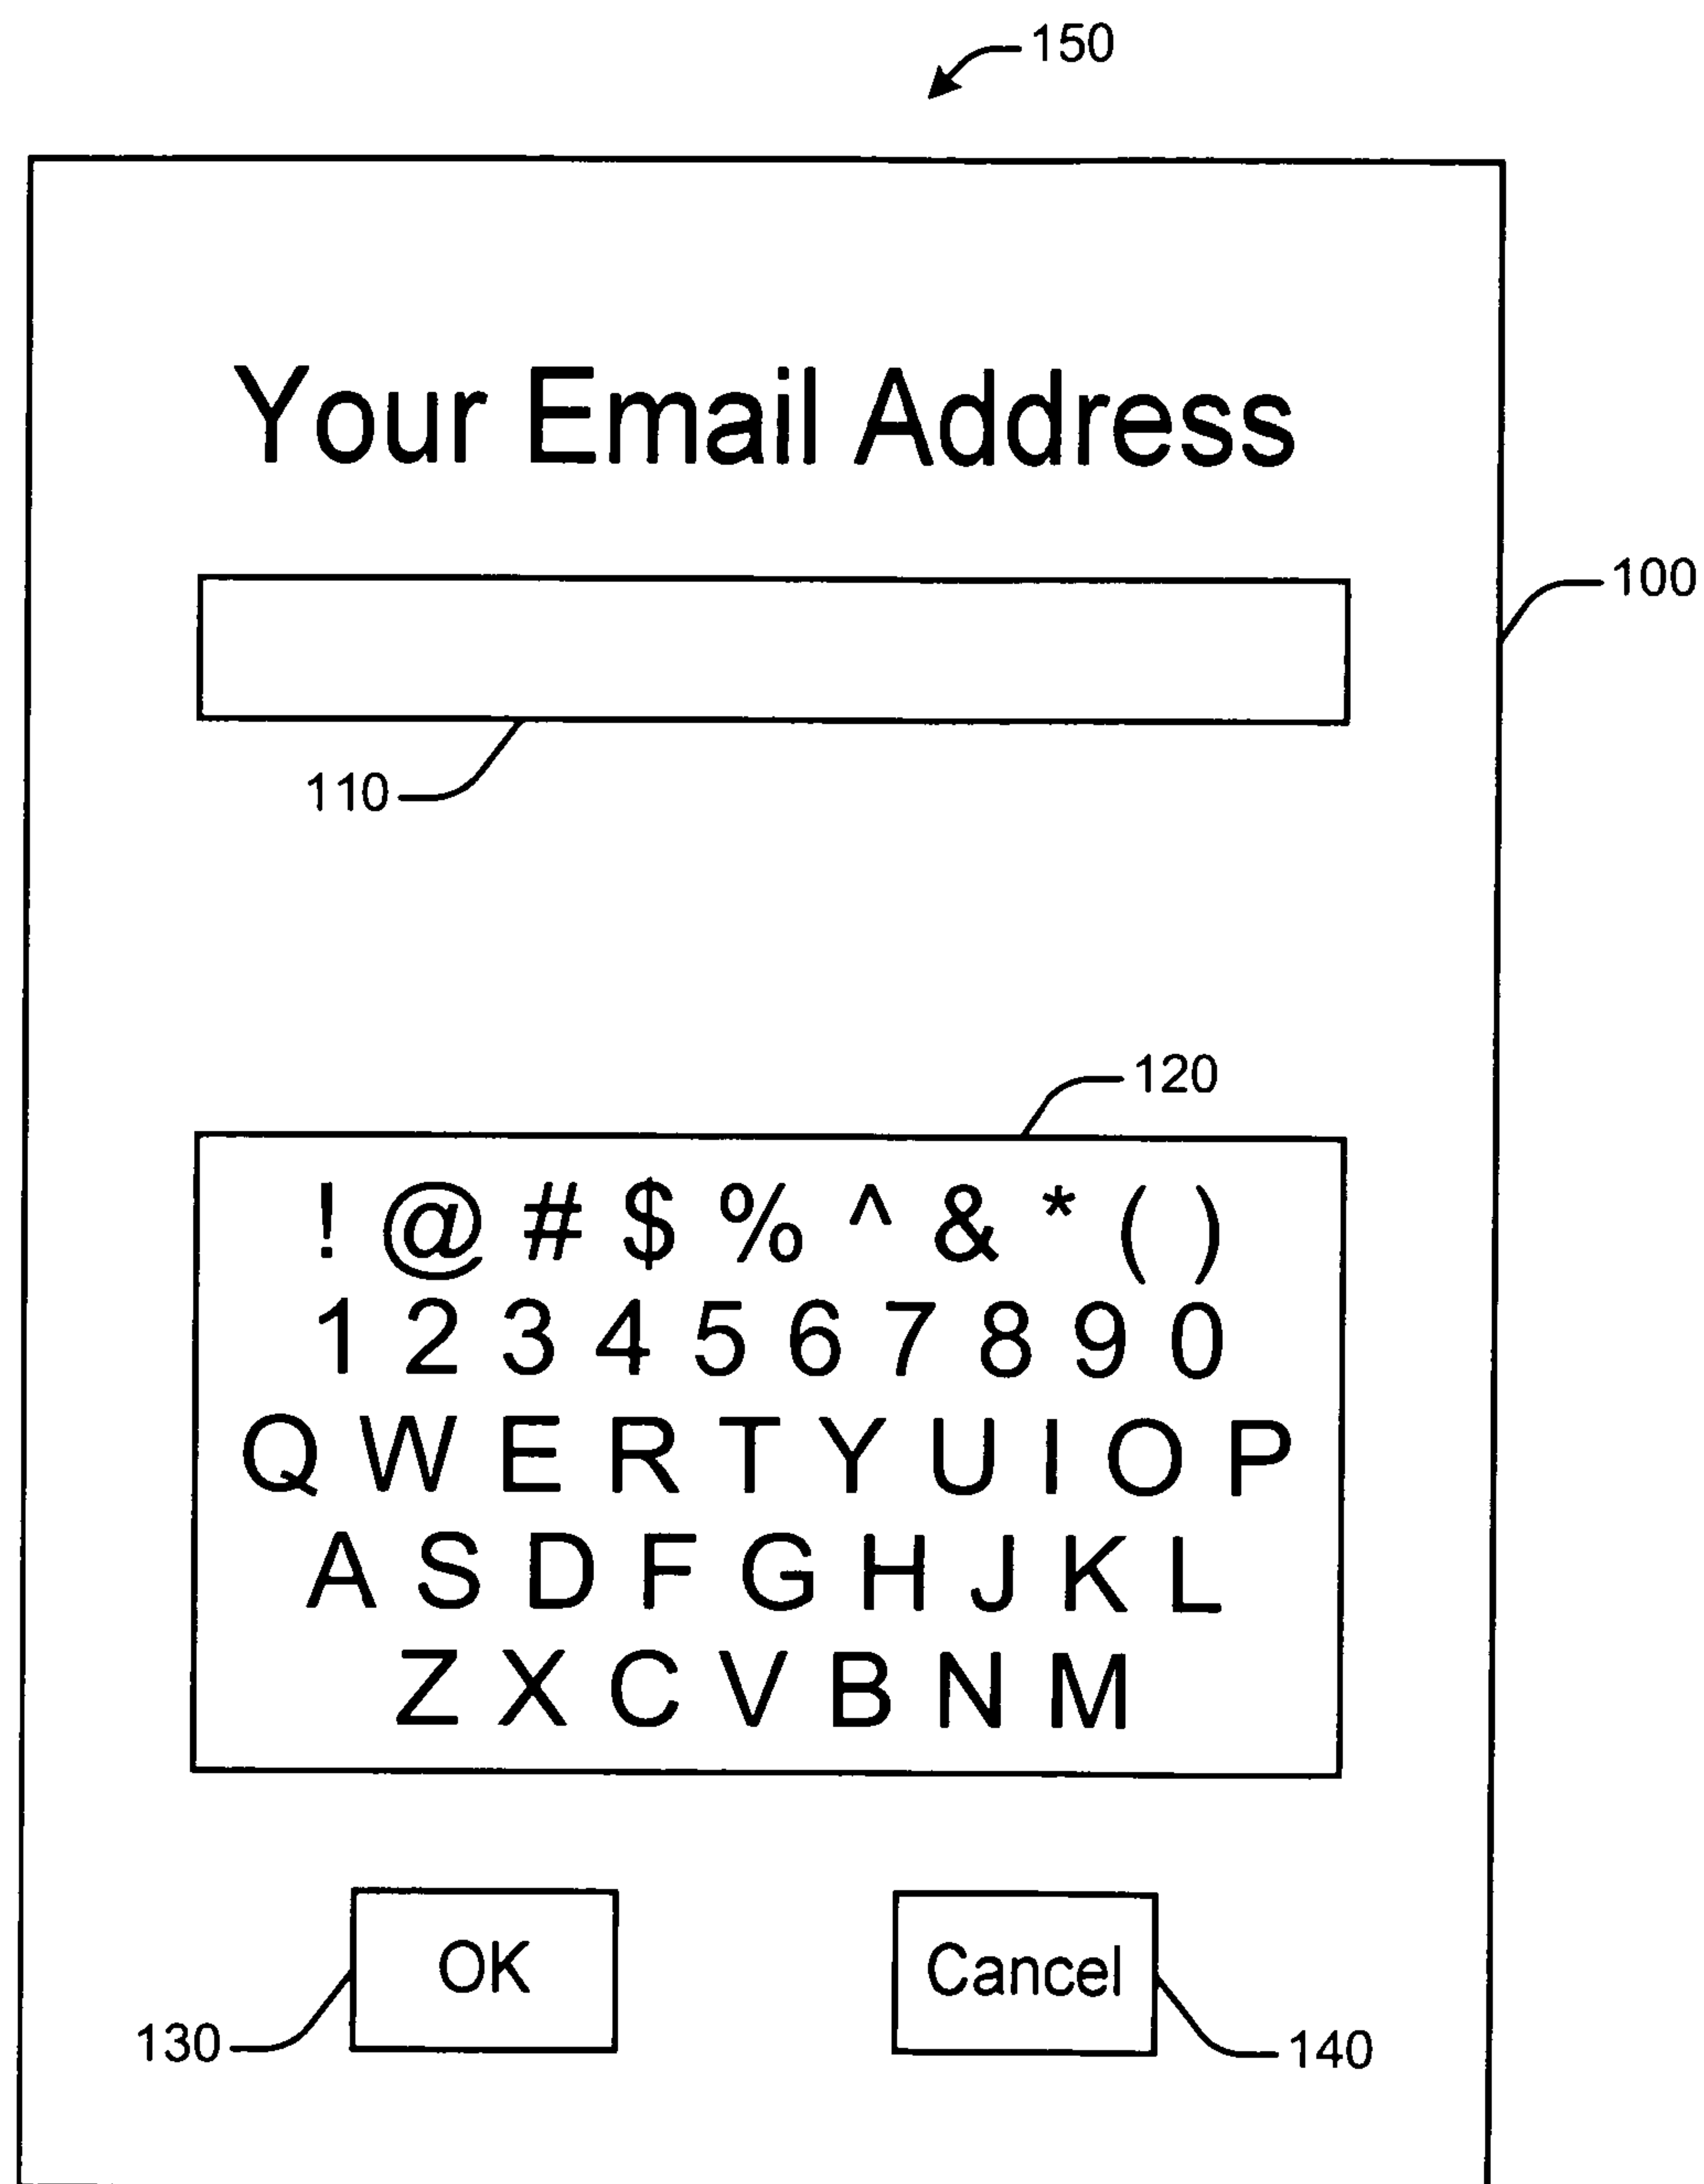 150
Your Email Address
100
110
120
! @ # $ % ^ & * ( )
1 2 3 4 5 6 7 8 9 0
Q W E R T Y U I O P
A S D F G H J K L
Z X C V B N M
OK Cancel
130 140